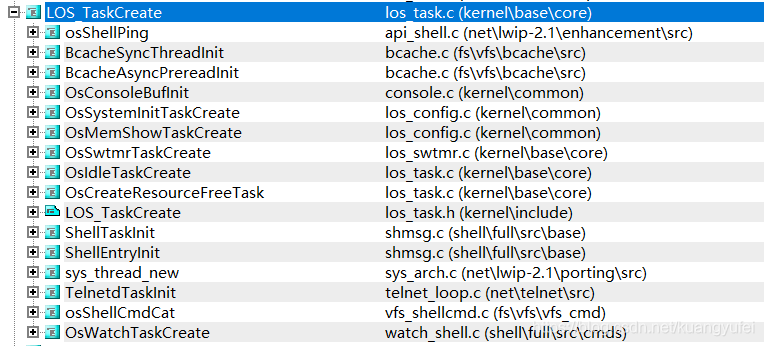 LOS_TaskCreate los_task.c (kernel\base\core)
osShellPing api_shell.c (net\lwip-2.1\enhancement\src)
BcacheSyncThreadInit bcache.c (fs\vfs\bcache\src)
BcacheAsyncPrereadInit bcache.c (fs\vfs\bcache\src)
OsConsoleBufInit console.c (kernel\common)
OsSystemInitTaskCreate los_config.c (kernel\common)
OsMemShowTaskCreate los_config.c (kernel\common)
OsSwtmrTaskCreate los_swtmr.c (kernel\base\core)
OsIdleTaskCreate los_task.c (kernel\base\core)
OsCreateResourceFreeTask los_task.c (kernel\base\core)
LOS_TaskCreate los_task.h (kernel\include)
ShellTaskInit shmsg.c (shell\full\src\base)
ShellEntryInit shmsg.c (shell\full\src\base)
sys_thread_new sys_arch.c (net\lwip-2.1\porting\src)
TelnetdTaskInit telnet_loop.c (net\telnet\src)
osShellCmdCat vfs_shellcmd.c (fs\vfs\vfs_cmd)
OsWatchTaskCreate watch_shell.c (shell\full\src\cmds)